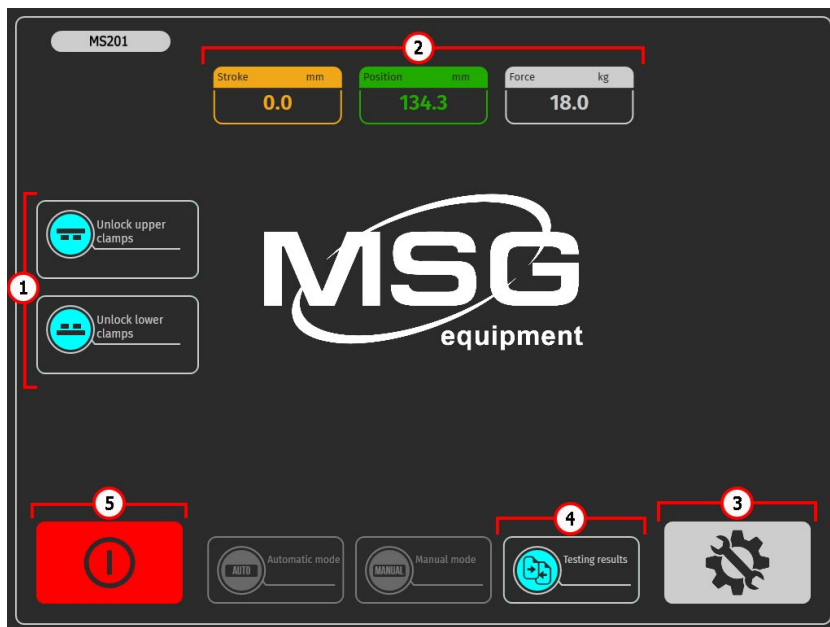 MS201
2
Stroke mm
0.0
Position mm
134.3
Force kg
18.0
1
Unlock upper
clamps
Unlock lower
clamps
MSG
equipment
5
4
3
AUTO
Automatic mode
MANUAL
Manual mode
Testing results